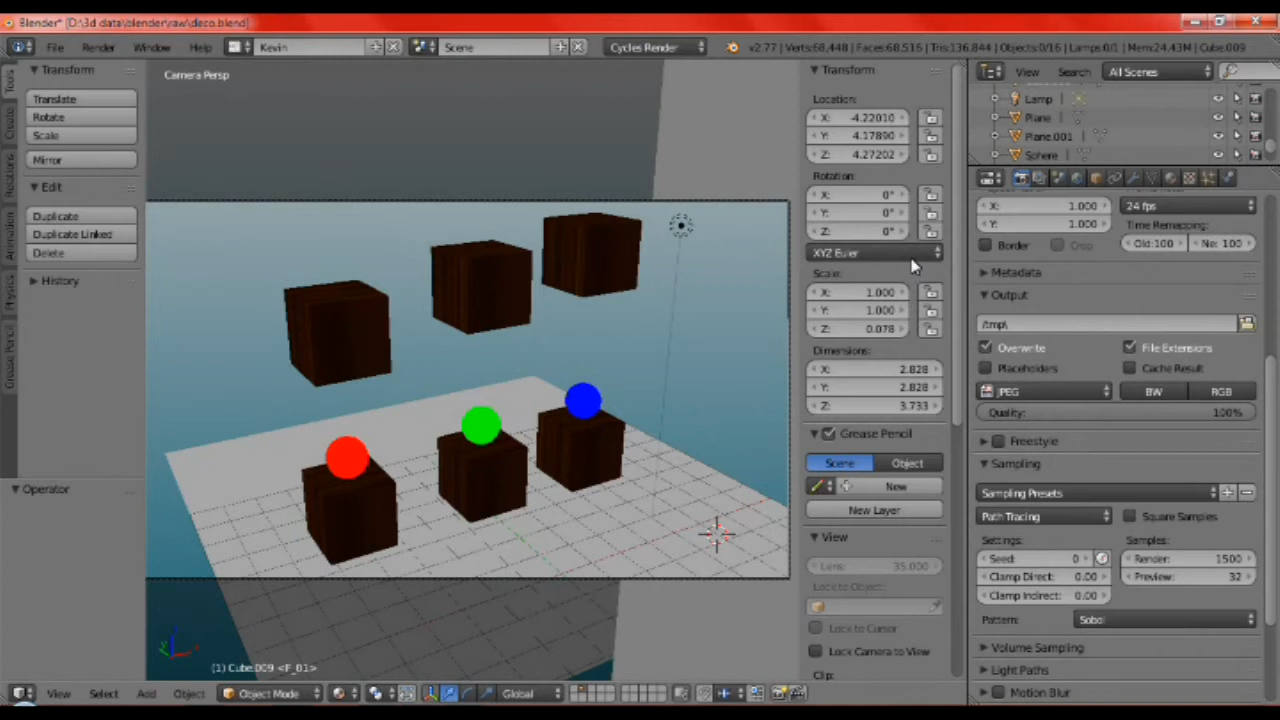 Blender* [D:\3d data\blender\raw\deco.blend]
File Render Window Help Kevin Scene Cycles Render v2.77 | Verts:68,448 | Faces:68,516 | Tris:136,844 | Objects:0/16 | Lamps:0/1 | Mem:24.43M | Cube.009
Tools
Create
Relations
Animation
Physics
Grease Pencil
Transform
Translate
Rotate
Scale
Mirror
Edit
Duplicate
Duplicate Linked
Delete
History
Operator
Camera Persp
(1) Cube.009 <F_01>
Transform
Location:
X: -4.22010
Y: 4.17890
Z: 4.27202
Rotation:
X: 0°
Y: 0°
Z: 0°
XYZ Euler
Scale:
X: 1.000
Y: 1.000
Z: 0.078
Dimensions:
X: 2.828
Y: 2.828
Z: 3.733
Grease Pencil
Scene Object
New
New Layer
View
Lens: 35.000
Lock to Object:
Lock to Cursor
Lock Camera to View
Clip:
View Search All Scenes
Lamp
Plane
Plane.001
Sphere
X: 1.000 24 fps
Y: 1.000 Time Remapping:
Border Crop Old:100 Ne: 100
Metadata
Output
/tmp\
Overwrite File Extensions
Placeholders Cache Result
JPEG BW RGB
Quality: 100%
Freestyle
Sampling
Sampling Presets
Path Tracing Square Samples
Settings: Samples:
Seed: 0 Render: 1500
Clamp Direct: 0.00 Preview: 32
Clamp Indirect: 0.00
Pattern: Sobol
Volume Sampling
Light Paths
Motion Blur
View Select Add Object Object Mode Global